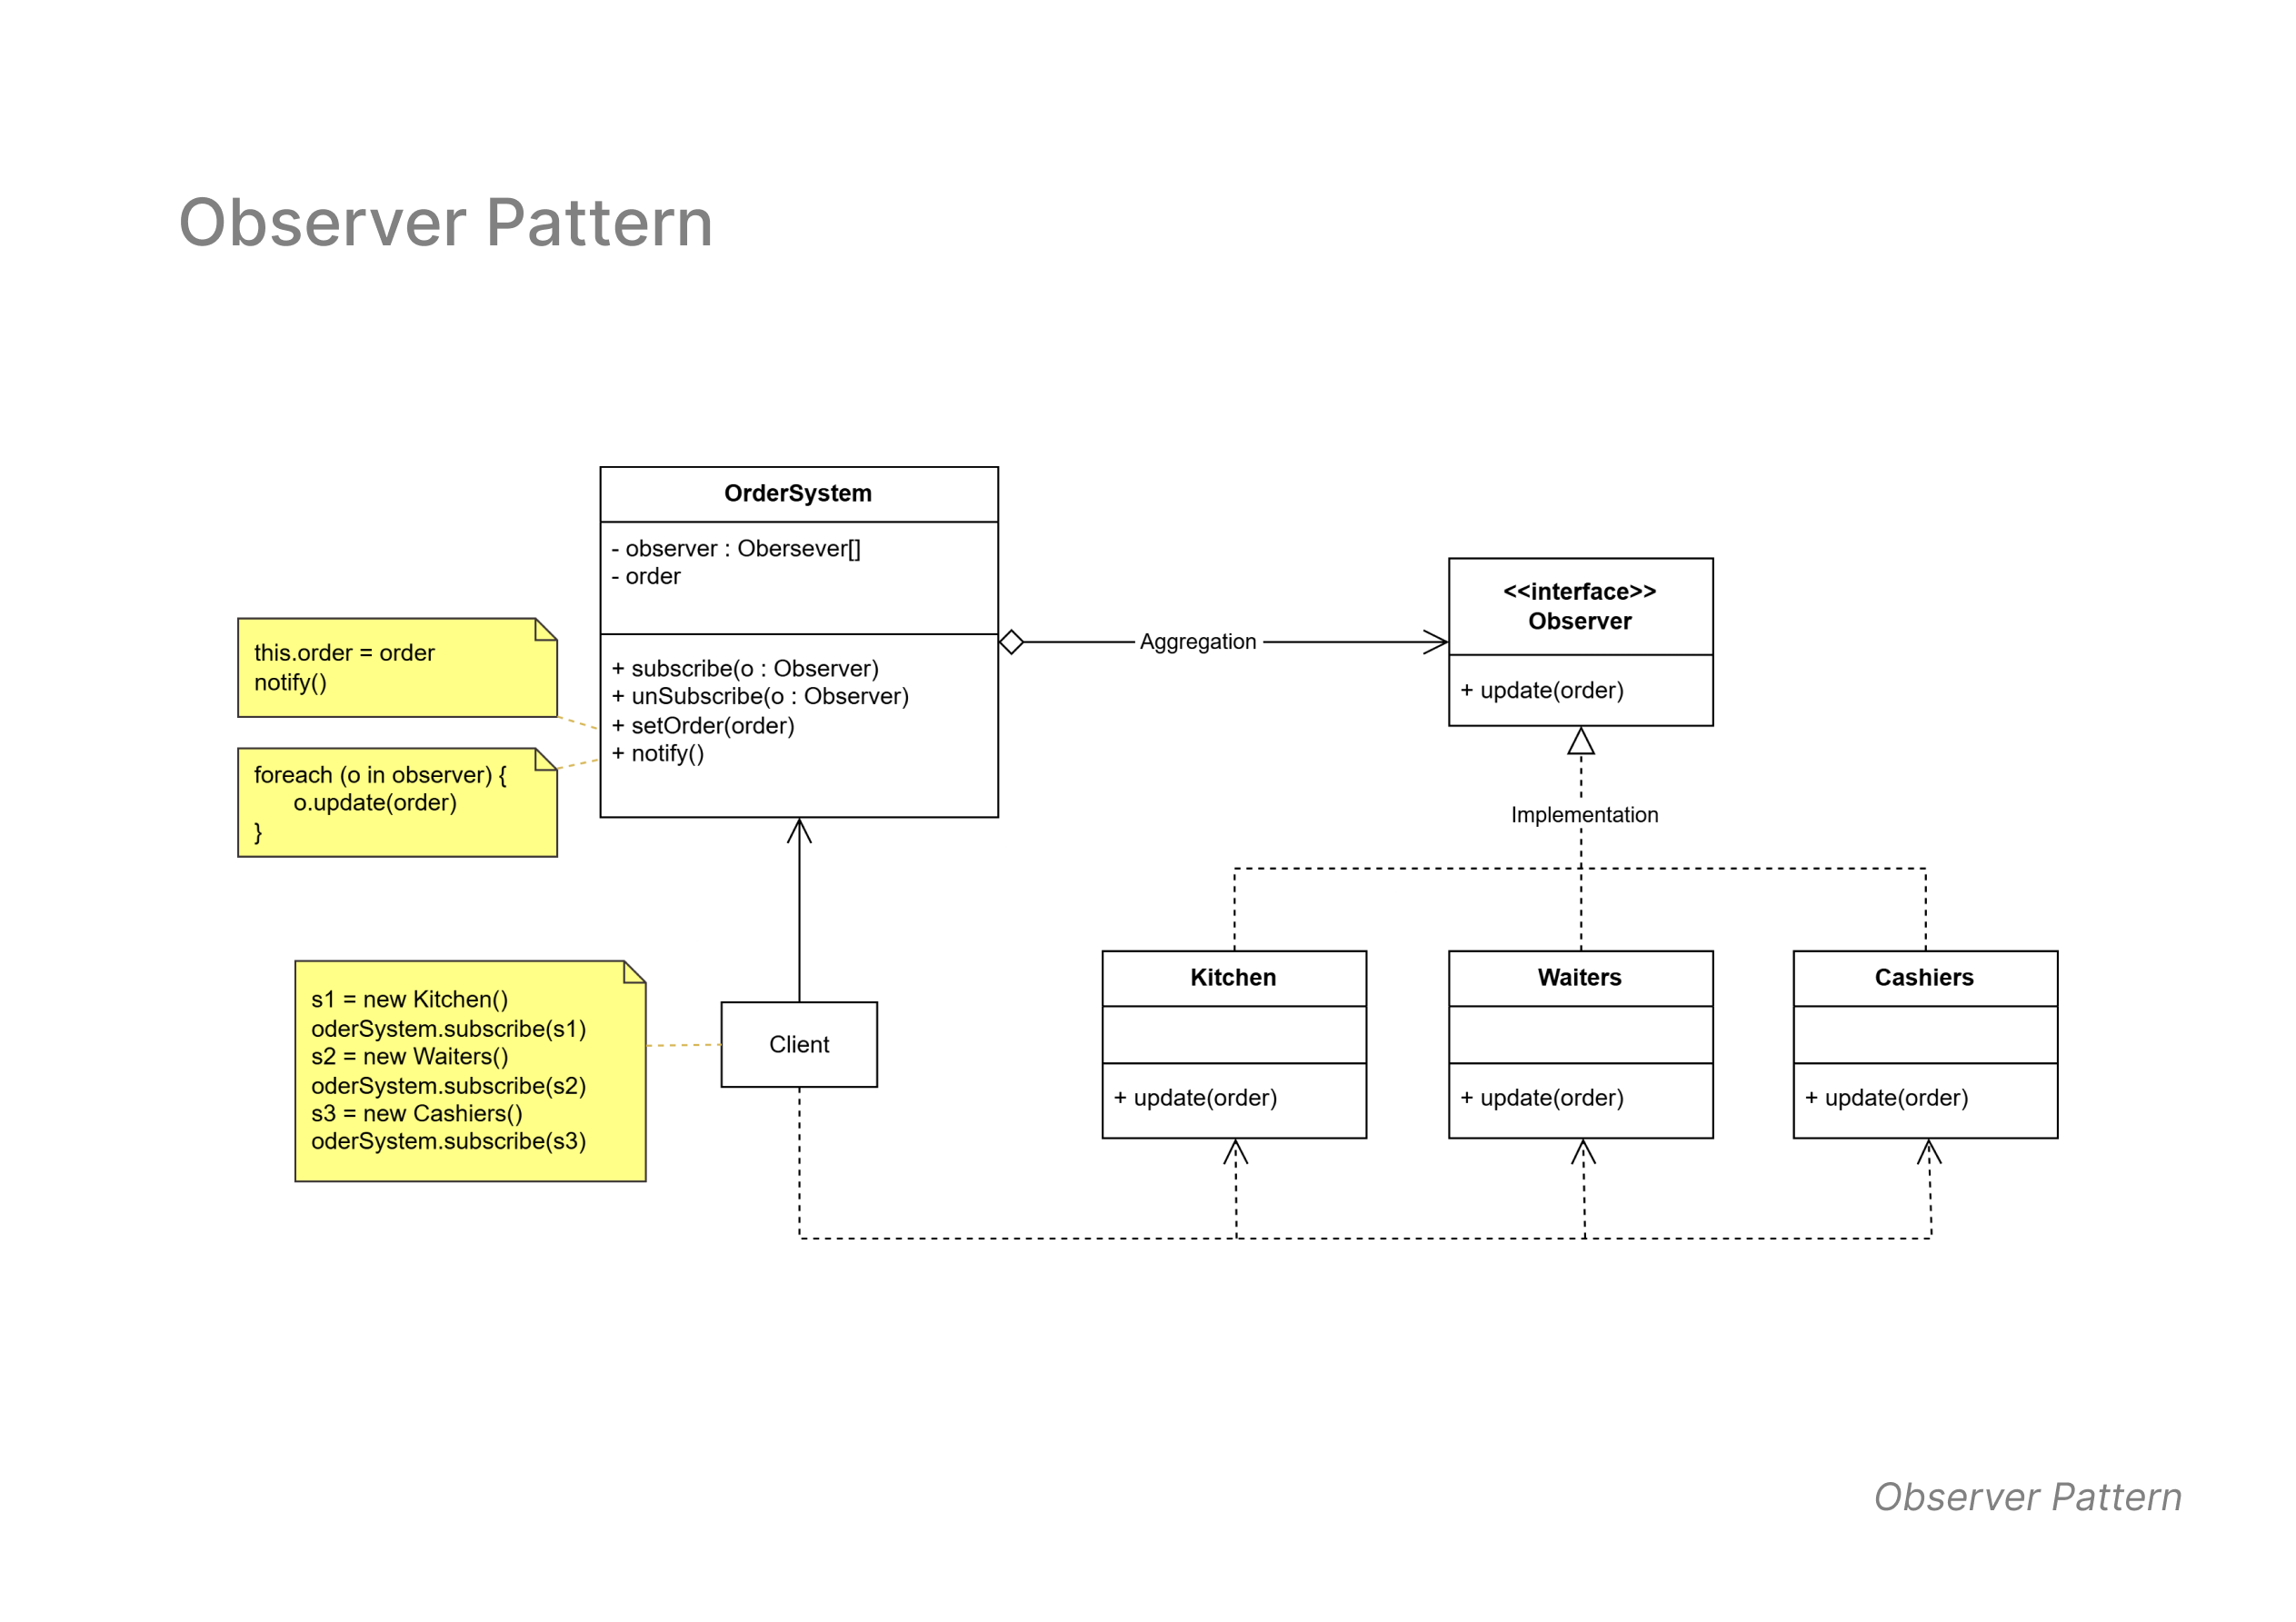 Observer Pattern
OrderSystem
- observer : Obersever[]
- order
+ subscribe(o : Observer)
+ unSubscribe(o : Observer)
+ setOrder(order)
+ notify()
this.order = order
notify()
foreach (o in observer) {
o.update(order)
}
Aggregation
<<interface>>
Observer
+ update(order)
Implementation
s1 = new Kitchen()
oderSystem.subscribe(s1)
s2 = new Waiters()
oderSystem.subscribe(s2)
s3 = new Cashiers()
oderSystem.subscribe(s3)
Client
Kitchen
+ update(order)
Waiters
+ update(order)
Cashiers
+ update(order)
Observer Pattern